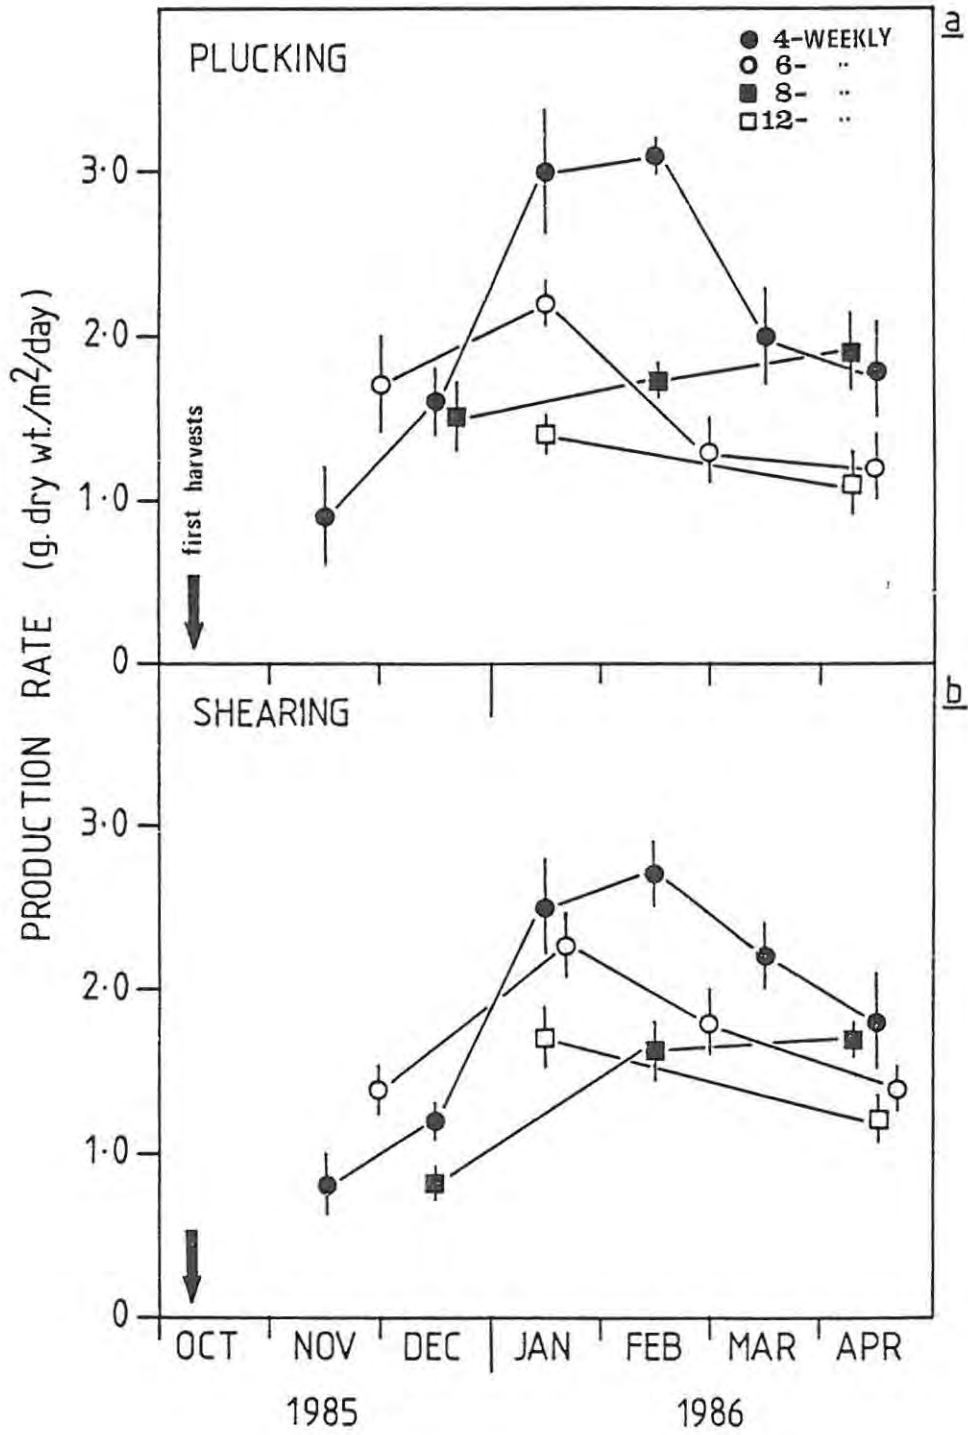 a
PLUCKING
4-WEEKLY
6- "
8- "
12- "
3·0
2·0
1·0
0
first harvests
PRODUCTION RATE (g. dry wt./m²/day)
b
SHEARING
3·0
2·0
1·0
0
OCT NOV DEC JAN FEB MAR APR
1985 1986